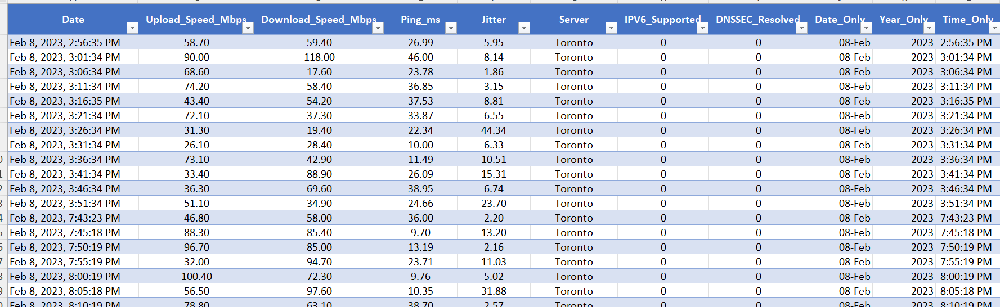 Date Upload_Speed_Mbps Download_Speed_Mbps Ping_ms Jitter Server IPV6_Supported DNSSEC_Resolved Date_Only Year_Only Time_Only
Feb 8, 2023, 2:56:35 PM 58.70 59.40 26.99 5.95 Toronto 0 0 08-Feb 2023 2:56:35 PM
Feb 8, 2023, 3:01:34 PM 90.00 118.00 46.00 8.14 Toronto 0 0 08-Feb 2023 3:01:34 PM
Feb 8, 2023, 3:06:34 PM 68.60 17.60 23.78 1.86 Toronto 0 0 08-Feb 2023 3:06:34 PM
Feb 8, 2023, 3:11:34 PM 74.20 58.40 36.85 3.15 Toronto 0 0 08-Feb 2023 3:11:34 PM
Feb 8, 2023, 3:16:35 PM 43.40 54.20 37.53 8.81 Toronto 0 0 08-Feb 2023 3:16:35 PM
Feb 8, 2023, 3:21:34 PM 72.10 37.30 33.87 6.55 Toronto 0 0 08-Feb 2023 3:21:34 PM
Feb 8, 2023, 3:26:34 PM 31.30 19.40 22.34 44.34 Toronto 0 0 08-Feb 2023 3:26:34 PM
Feb 8, 2023, 3:31:34 PM 26.10 28.40 10.00 6.33 Toronto 0 0 08-Feb 2023 3:31:34 PM
Feb 8, 2023, 3:36:34 PM 73.10 42.90 11.49 10.51 Toronto 0 0 08-Feb 2023 3:36:34 PM
Feb 8, 2023, 3:41:34 PM 33.40 88.90 26.09 15.31 Toronto 0 0 08-Feb 2023 3:41:34 PM
Feb 8, 2023, 3:46:34 PM 36.30 69.60 38.95 6.74 Toronto 0 0 08-Feb 2023 3:46:34 PM
Feb 8, 2023, 3:51:34 PM 51.10 34.90 24.66 23.70 Toronto 0 0 08-Feb 2023 3:51:34 PM
Feb 8, 2023, 7:43:23 PM 46.80 58.00 36.00 2.20 Toronto 0 0 08-Feb 2023 7:43:23 PM
Feb 8, 2023, 7:45:18 PM 88.30 85.40 9.70 13.20 Toronto 0 0 08-Feb 2023 7:45:18 PM
Feb 8, 2023, 7:50:19 PM 96.70 85.00 13.19 2.16 Toronto 0 0 08-Feb 2023 7:50:19 PM
Feb 8, 2023, 7:55:19 PM 32.00 94.70 23.71 11.03 Toronto 0 0 08-Feb 2023 7:55:19 PM
Feb 8, 2023, 8:00:19 PM 100.40 72.30 9.76 5.02 Toronto 0 0 08-Feb 2023 8:00:19 PM
Feb 8, 2023, 8:05:18 PM 56.50 97.60 10.35 31.88 Toronto 0 0 08-Feb 2023 8:05:18 PM
Feb 8, 2023, 8:10:19 PM 78.80 63.10 38.70 2.57 Toronto 0 0 08-Feb 2023 8:10:19 PM